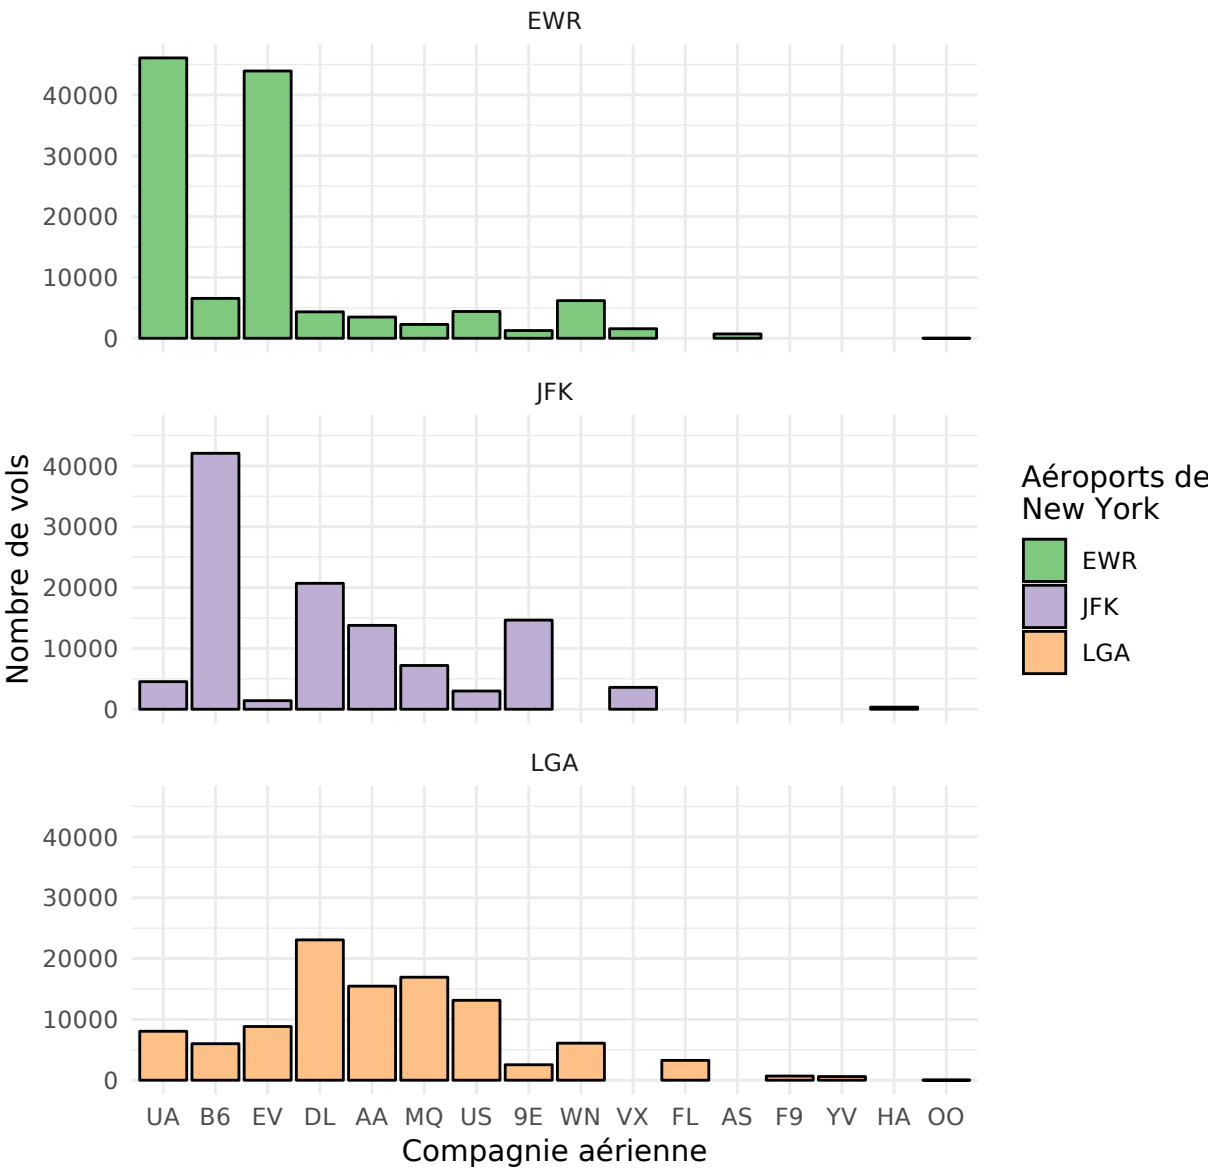 EWR
40000
30000
20000
10000
0
JFK
40000
30000
20000
10000
0
LGA
40000
30000
20000
10000
0
UA B6 EV DL AA MQ US 9E WN VX FL AS F9 YV HA OO
Compagnie aérienne
Nombre de vols
Aéroports de
New York
EWR
JFK
LGA